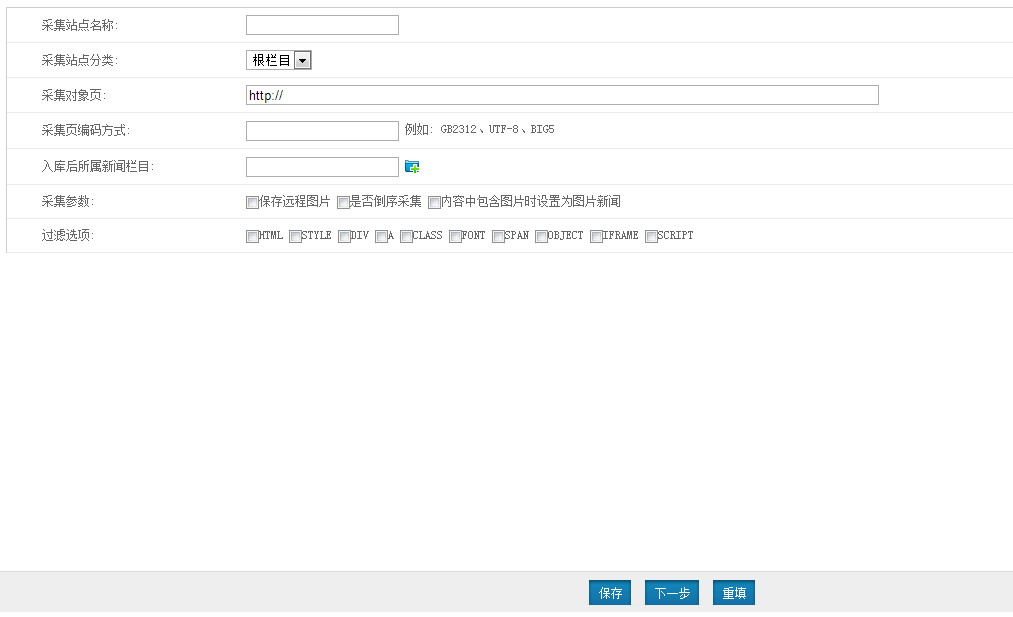 采集站点名称:
采集站点分类: 根栏目
采集对象页: http://
采集页编码方式: 例如: GB2312、UTF-8、BIG5
入库后所属新闻栏目:
采集参数: 保存远程图片 是否倒序采集 内容中包含图片时设置为图片新闻
过滤选项: HTML STYLE DIV A CLASS FONT SPAN OBJECT IFRAME SCRIPT
保存 下一步 重填